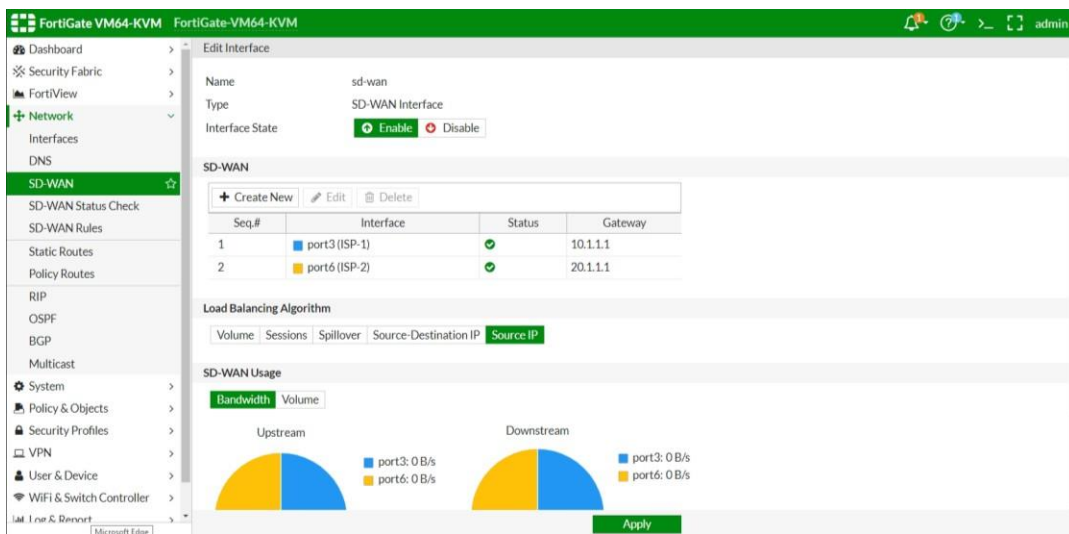 FortiGate VM64-KVM FortiGate-VM64-KVM >_ admin
Dashboard
Security Fabric
FortiView
Network
Interfaces
DNS
SD-WAN
SD-WAN Status Check
SD-WAN Rules
Static Routes
Policy Routes
RIP
OSPF
BGP
Multicast
System
Policy & Objects
Security Profiles
VPN
User & Device
WiFi & Switch Controller
Log & Report
Microsoft Edge
Edit Interface
Name sd-wan
Type SD-WAN Interface
Interface State Enable Disable
SD-WAN
+ Create New Edit Delete
Seq.# Interface Status Gateway
1 port3 (ISP-1) 10.1.1.1
2 port6 (ISP-2) 20.1.1.1
Load Balancing Algorithm
Volume Sessions Spillover Source-Destination IP Source IP
SD-WAN Usage
Bandwidth Volume
Upstream
port3: 0 B/s
port6: 0 B/s
Downstream
port3: 0 B/s
port6: 0 B/s
Apply